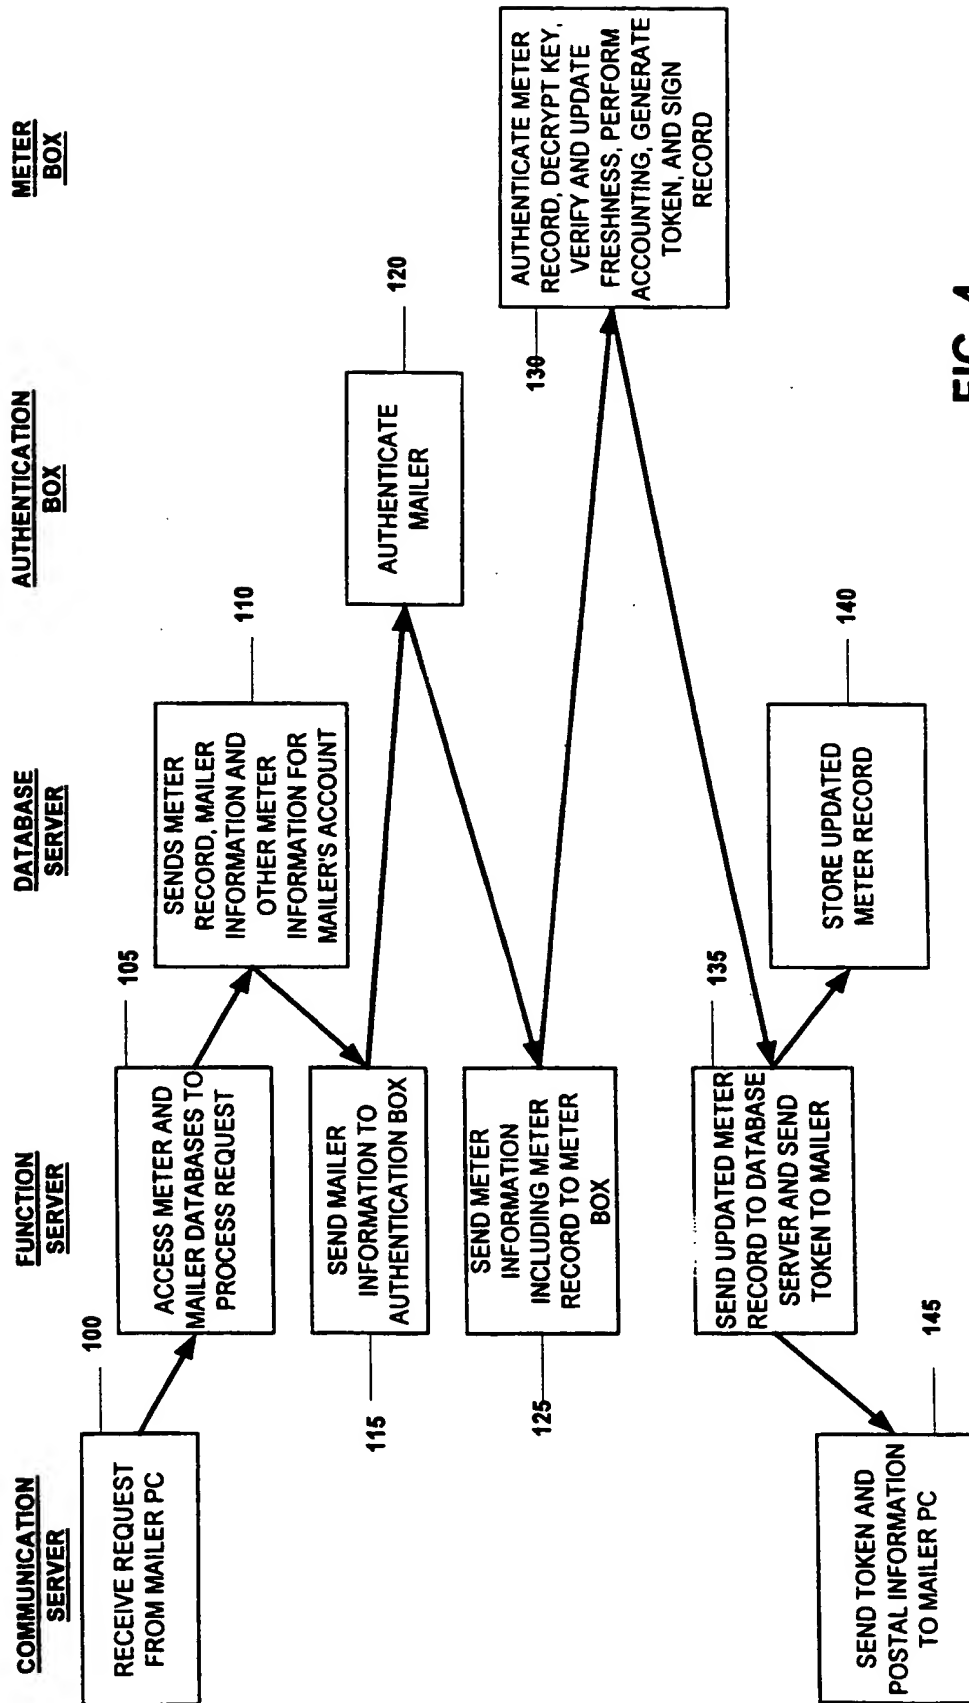 COMMUNICATION
SERVER
FUNCTION
SERVER
DATABASE
SERVER
AUTHENTICATION
BOX
METER
BOX
100
RECEIVE REQUEST
FROM MAILER PC
105
ACCESS METER AND
MAILER DATABASES TO
PROCESS REQUEST
110
SENDS METER
RECORD, MAILER
INFORMATION AND
OTHER METER
INFORMATION FOR
MAILER'S ACCOUNT
115
SEND MAILER
INFORMATION TO
AUTHENTICATION BOX
120
AUTHENTICATE
MAILER
125
SEND METER
INFORMATION
INCLUDING METER
RECORD TO METER
BOX
130
AUTHENTICATE METER
RECORD, DECRYPT KEY,
VERIFY AND UPDATE
FRESHNESS, PERFORM
ACCOUNTING, GENERATE
TOKEN, AND SIGN
RECORD
135
SEND UPDATED METER
RECORD TO DATABASE
SERVER AND SEND
TOKEN TO MAILER
140
STORE UPDATED
METER RECORD
145
SEND TOKEN AND
POSTAL INFORMATION
TO MAILER PC
FIG. 4